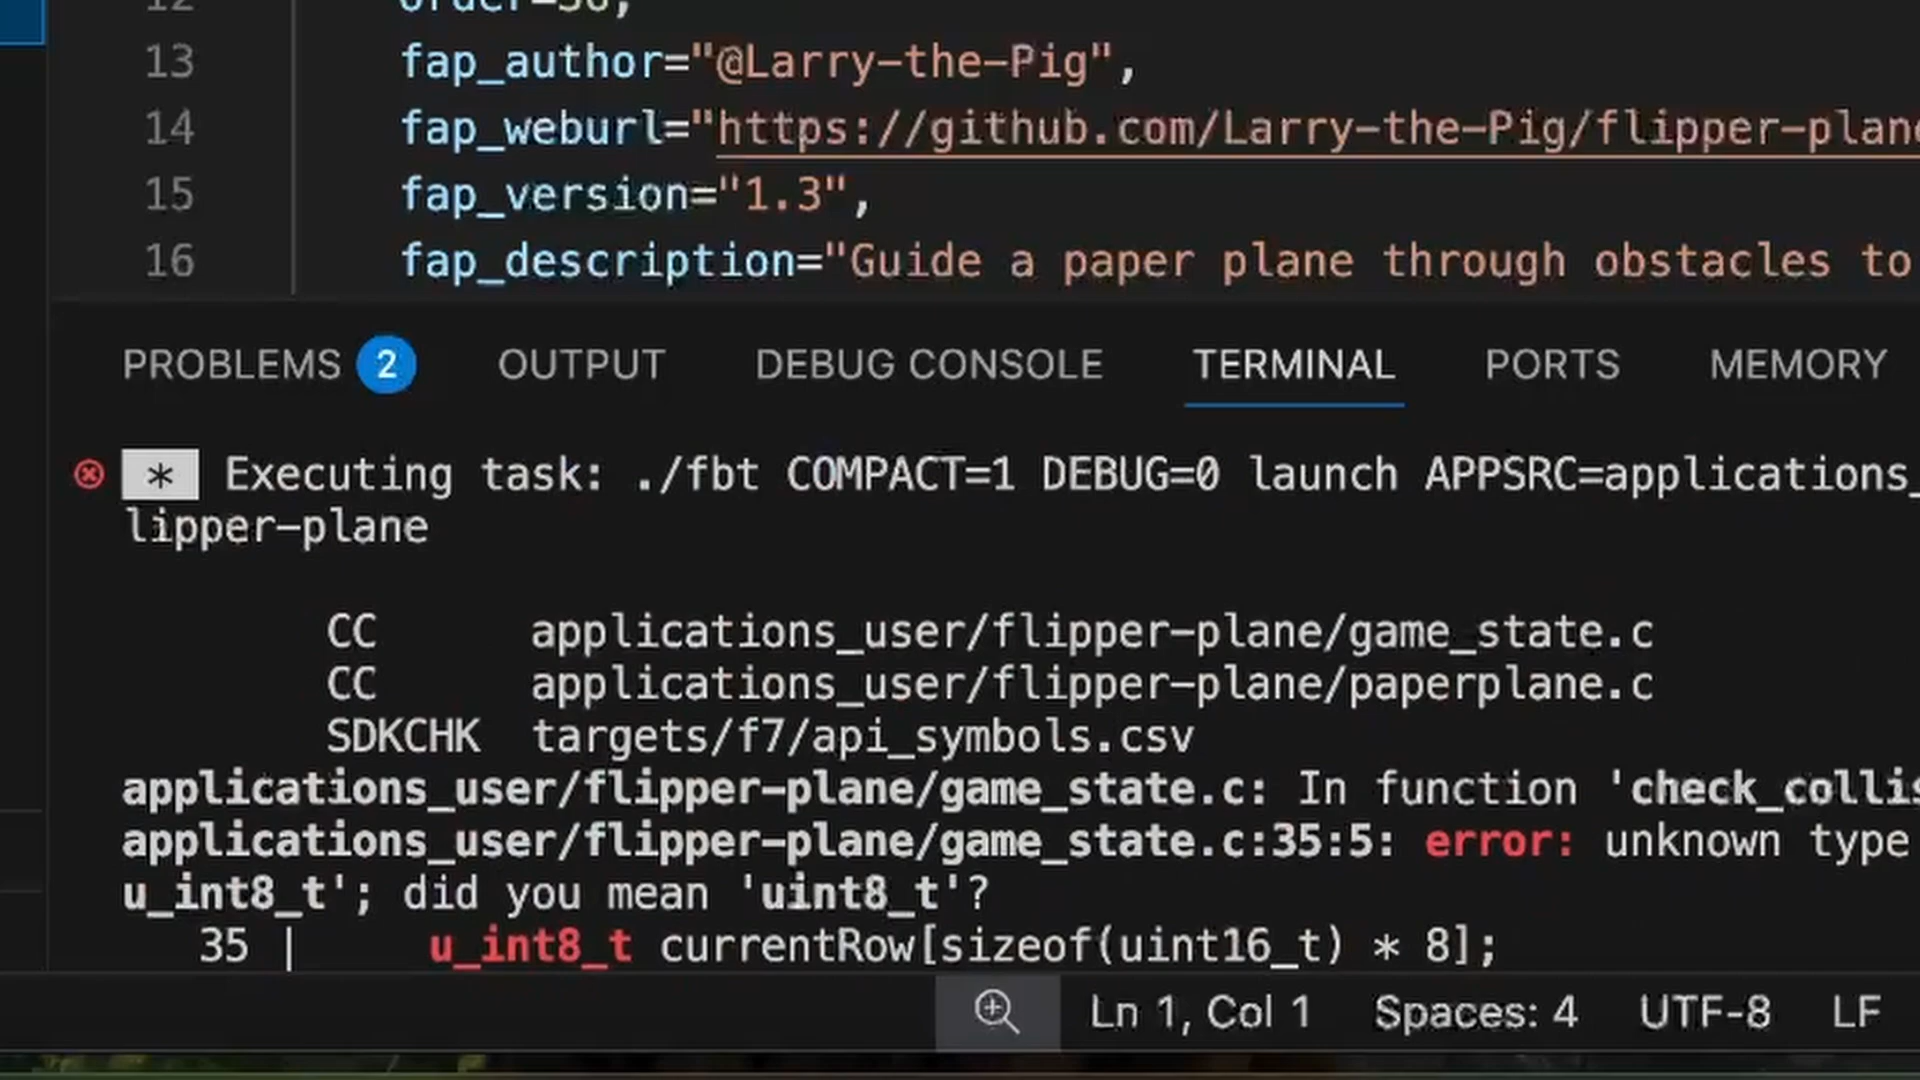 12 order=30,
13 fap_author="@Larry-the-Pig",
14 fap_weburl="https://github.com/Larry-the-Pig/flipper-plane
15 fap_version="1.3",
16 fap_description="Guide a paper plane through obstacles to
PROBLEMS 2 OUTPUT DEBUG CONSOLE TERMINAL PORTS MEMORY
* Executing task: ./fbt COMPACT=1 DEBUG=0 launch APPSRC=applications_
lipper-plane
CC applications_user/flipper-plane/game_state.c
CC applications_user/flipper-plane/paperplane.c
SDKCHK targets/f7/api_symbols.csv
applications_user/flipper-plane/game_state.c: In function 'check_collis
applications_user/flipper-plane/game_state.c:35:5: error: unknown type
u_int8_t'; did you mean 'uint8_t'?
35 | u_int8_t currentRow[sizeof(uint16_t) * 8];
Ln 1, Col 1 Spaces: 4 UTF-8 LF